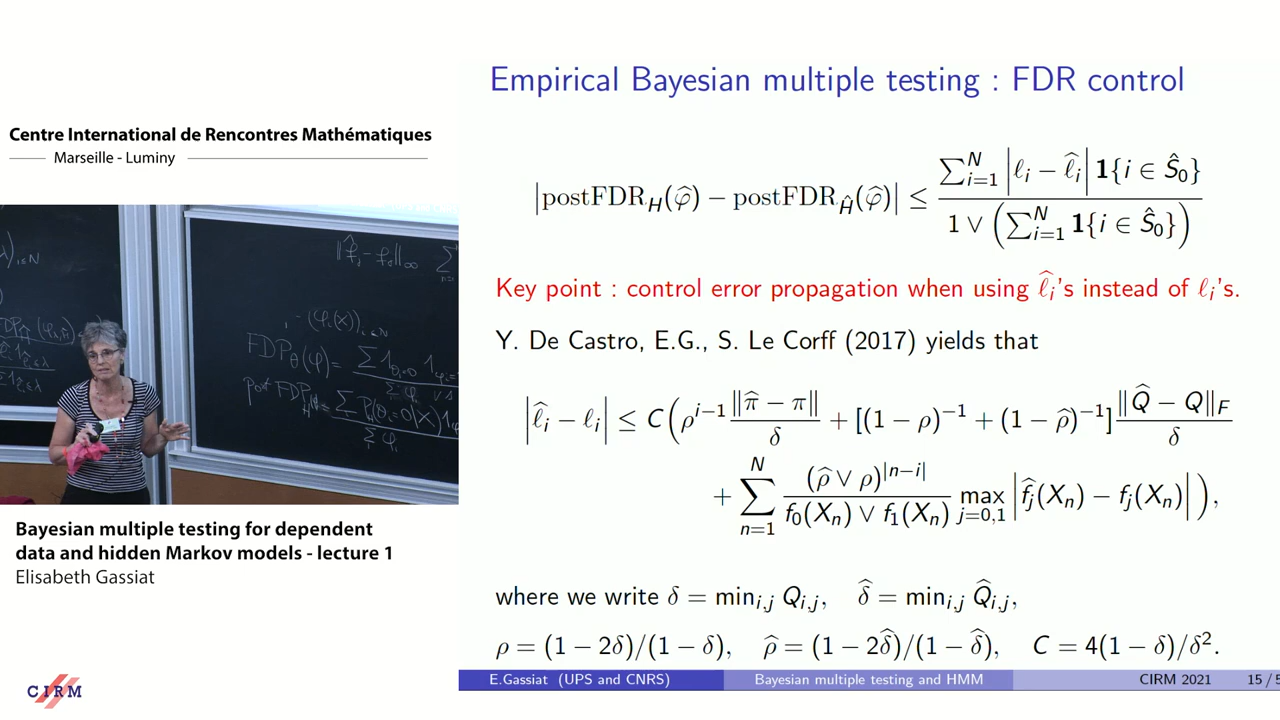 Centre International de Rencontres Mathématiques
Marseille - Luminy
Bayesian multiple testing for dependent
data and hidden Markov models - lecture 1
Elisabeth Gassiat
CIRM
Empirical Bayesian multiple testing : FDR control
|postFDR_H(φ̂) − postFDR_Ĥ(φ̂)| ≤ (∑_{i=1}^N |ℓ_i − ℓ̂_i| 1{i ∈ Ŝ_0}) / (1 ∨ (∑_{i=1}^N 1{i ∈ Ŝ_0}))
Key point : control error propagation when using ℓ̂_i's instead of ℓ_i's.
Y. De Castro, E.G., S. Le Corff (2017) yields that
|ℓ̂_i − ℓ_i| ≤ C(ρ^{i−1} ‖π̂ − π‖/δ + [(1 − ρ)^{−1} + (1 − ρ̂)^{−1}] ‖Q̂ − Q‖_F/δ
+ ∑_{n=1}^N (ρ̂ ∨ ρ)^{|n−i|} / (f_0(X_n) ∨ f_1(X_n)) max_{j=0,1} |f̂_j(X_n) − f_j(X_n)|),
where we write δ = min_{i,j} Q_{i,j}, δ̂ = min_{i,j} Q̂_{i,j},
ρ = (1 − 2δ)/(1 − δ), ρ̂ = (1 − 2δ̂)/(1 − δ̂), C = 4(1 − δ)/δ².
E.Gassiat (UPS and CNRS) Bayesian multiple testing and HMM CIRM 2021 15 / 5